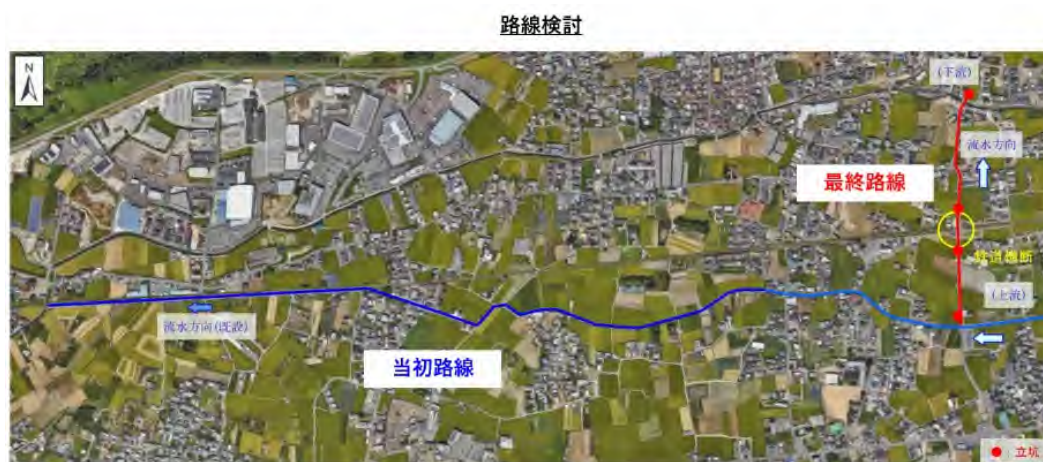 路線検討
N
(下流)
流水方向
最終路線
鉄道横断
(上流)
流水方向(既設)
当初路線
● 立坑